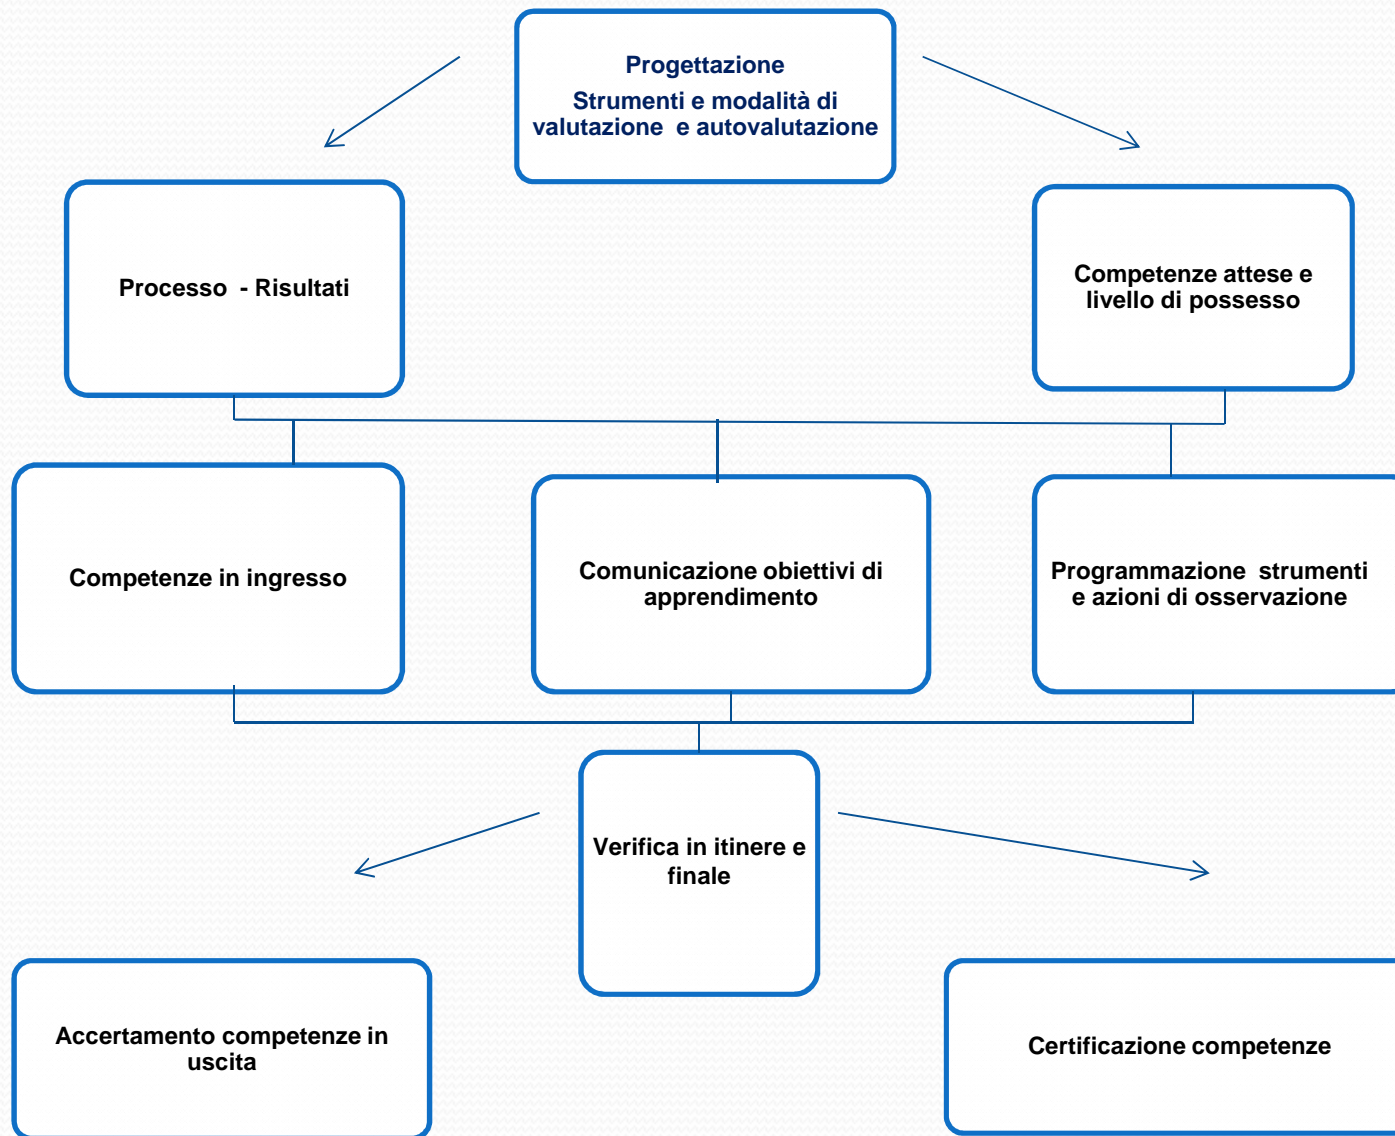 Progettazione
Strumenti e modalità di
valutazione e autovalutazione
Processo - Risultati
Competenze attese e
livello di possesso
Competenze in ingresso
Comunicazione obiettivi di
apprendimento
Programmazione strumenti
e azioni di osservazione
Verifica in itinere e
finale
Accertamento competenze in
uscita
Certificazione competenze